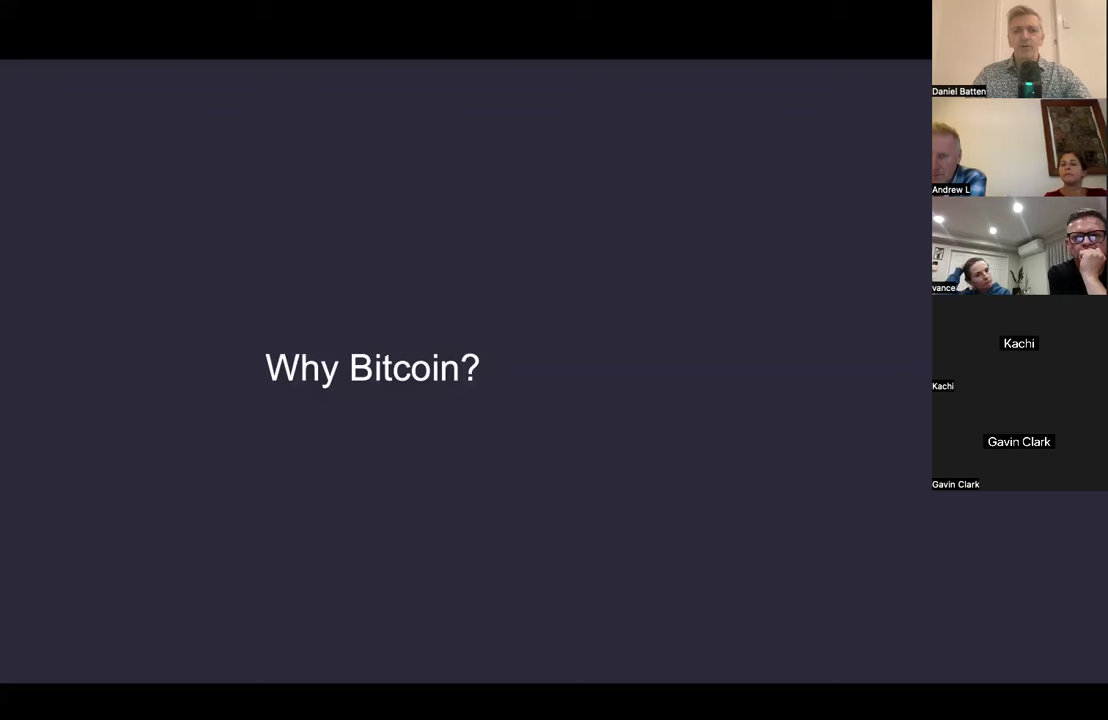 Why Bitcoin?
Daniel Batten
Andrew L
vance
Kachi
Kachi
Gavin Clark
Gavin Clark